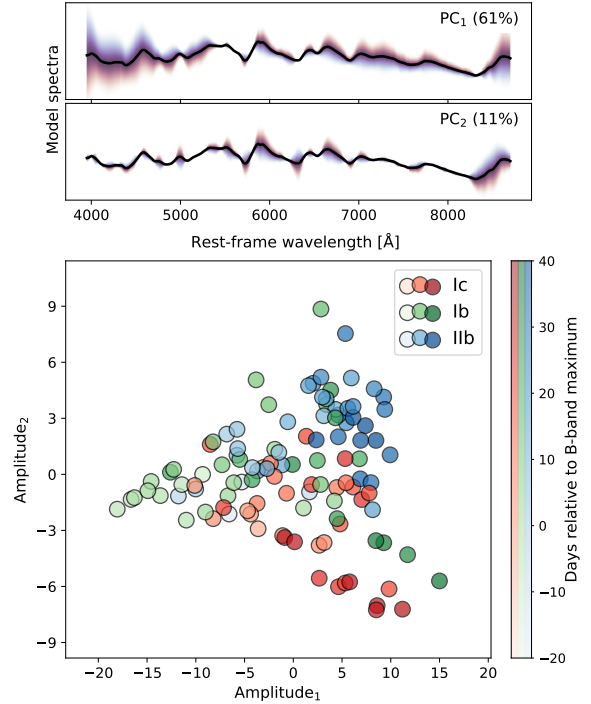 PC1 (61%)
PC2 (11%)
Model spectra
4000 5000 6000 7000 8000
Rest-frame wavelength [Å]
Ic
Ib
IIb
9
6
3
0
−3
−6
−9
Amplitude2
−20 −15 −10 −5 0 5 10 15 20
Amplitude1
40
30
20
10
0
−10
−20
Days relative to B-band maximum